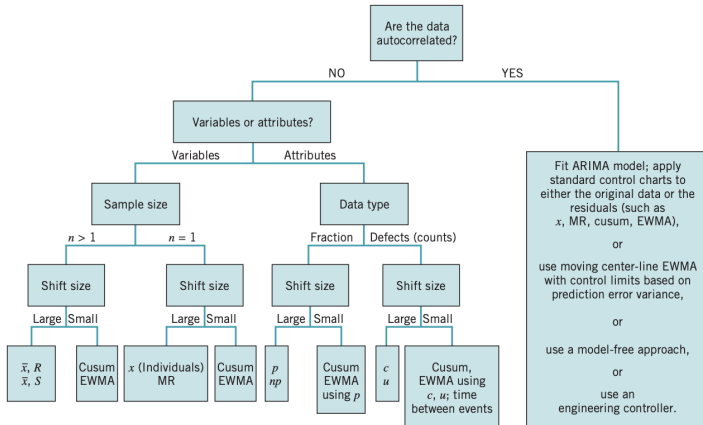 Are the data
autocorrelated?
NO
YES
Variables or attributes?
Variables
Attributes
Sample size
Data type
n > 1
n = 1
Fraction
Defects (counts)
Shift size
Shift size
Shift size
Shift size
Large
Small
Large
Small
Large
Small
Large
Small
x̅, R
x̅, S
Cusum
EWMA
x (Individuals)
MR
Cusum
EWMA
p
np
Cusum
EWMA
using p
c
u
Cusum,
EWMA using
c, u; time
between events
Fit ARIMA model; apply
standard control charts to
either the original data or the
residuals (such as
x, MR, cusum, EWMA),
or
use moving center-line EWMA
with control limits based on
prediction error variance,
or
use a model-free approach,
or
use an
engineering controller.